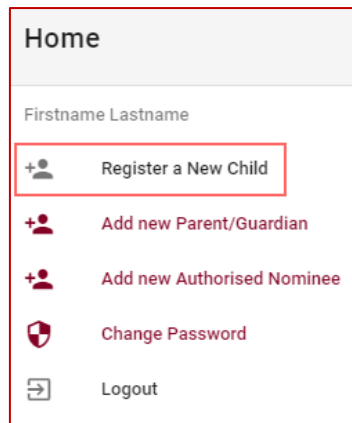 Home
Firstname Lastname
Register a New Child
Add new Parent/Guardian
Add new Authorised Nominee
Change Password
Logout